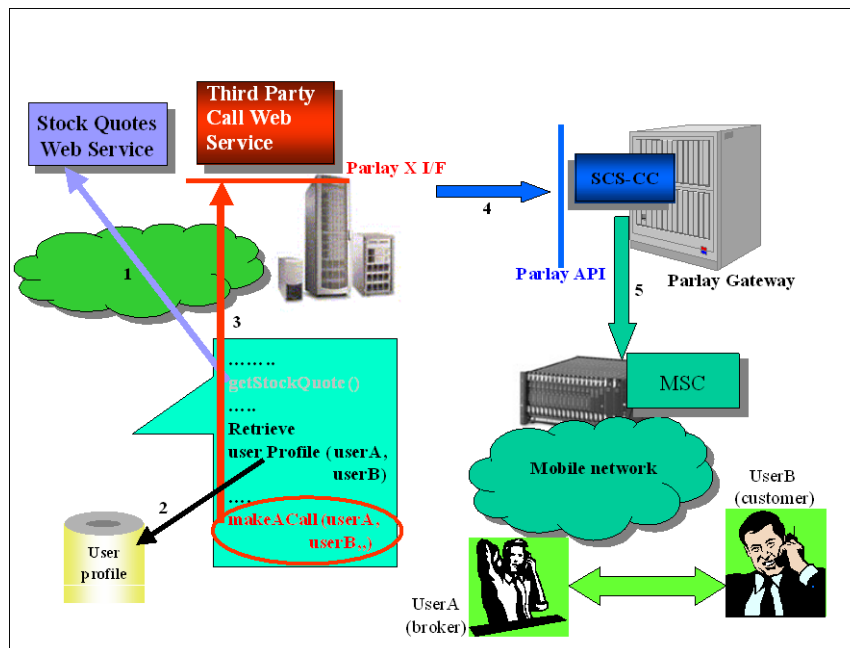 Third Party
Call Web
Service
Stock Quotes
Web Service
Parlay X I/F
SCS-CC
4
Parlay API
Parlay Gateway
1
5
3
........
getStockQuote()
.....
Retrieve
user Profile (userA,
userB)
....
makeACall (userA,
userB,,)
2
User
profile
MSC
Mobile network
UserB
(customer)
UserA
(broker)